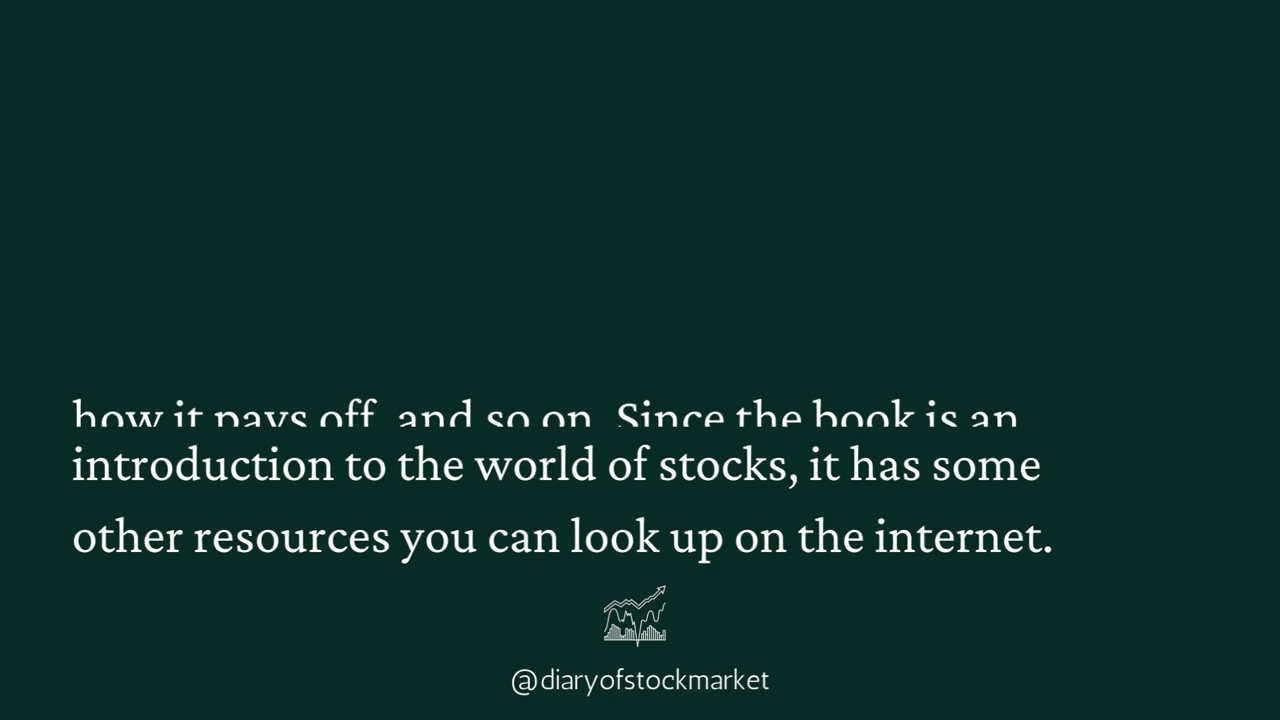 how it pays off, and so on. Since the book is an
introduction to the world of stocks, it has some
other resources you can look up on the internet.
@diaryofstockmarket